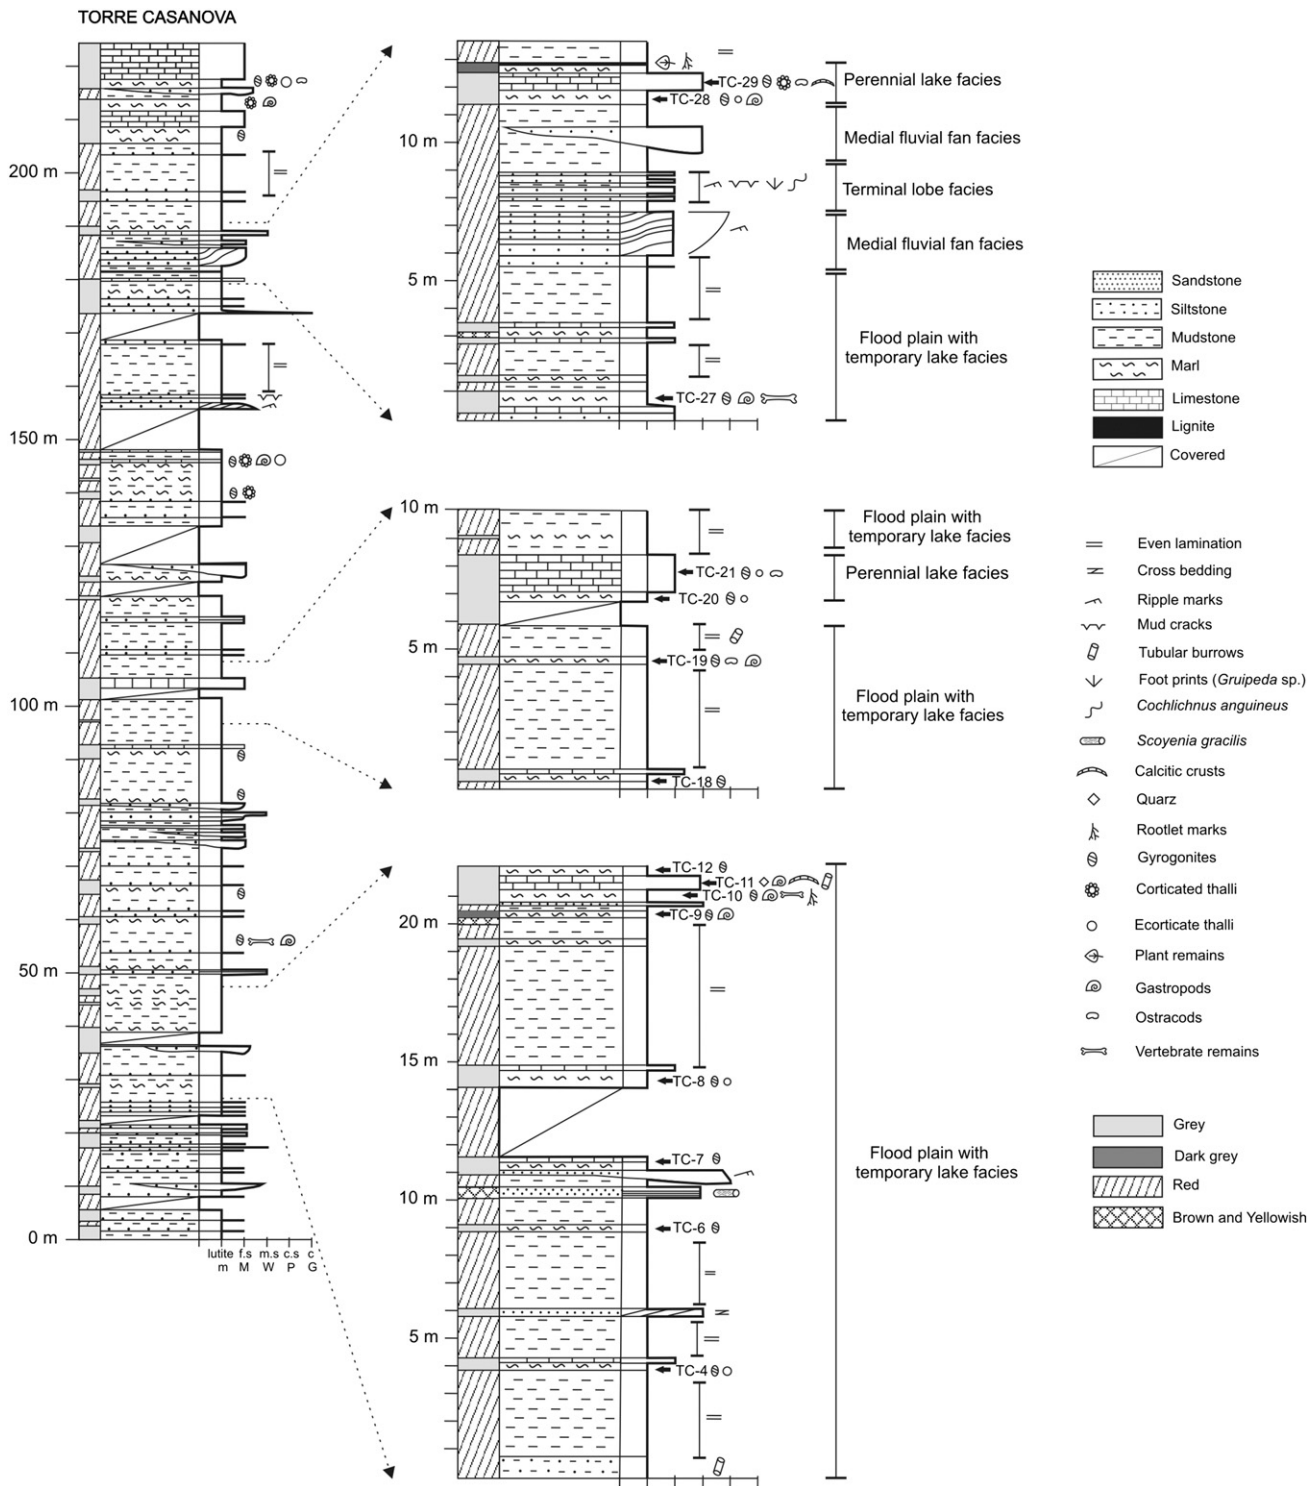 TORRE CASANOVA
200 m
150 m
100 m
50 m
0 m
lutite f.s m.s c.s c
m M W P G
10 m
5 m
TC-29
TC-28
TC-27
Perennial lake facies
Medial fluvial fan facies
Terminal lobe facies
Medial fluvial fan facies
Flood plain with
temporary lake facies
10 m
5 m
TC-21
TC-20
TC-19
TC-18
Flood plain with
temporary lake facies
Perennial lake facies
Flood plain with
temporary lake facies
20 m
15 m
10 m
5 m
TC-12
TC-11
TC-10
TC-9
TC-8
TC-7
TC-6
TC-4
Flood plain with
temporary lake facies
Sandstone
Siltstone
Mudstone
Marl
Limestone
Lignite
Covered
Even lamination
Cross bedding
Ripple marks
Mud cracks
Tubular burrows
Foot prints (Gruipeda sp.)
Cochlichnus anguineus
Scoyenia gracilis
Calcitic crusts
Quarz
Rootlet marks
Gyrogonites
Corticated thalli
Ecorticate thalli
Plant remains
Gastropods
Ostracods
Vertebrate remains
Grey
Dark grey
Red
Brown and Yellowish